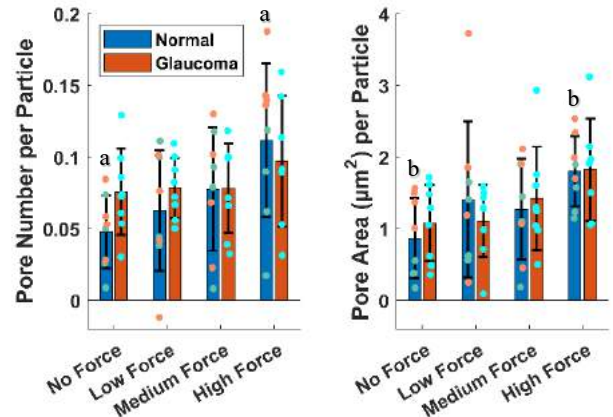 a
0.2
Normal
Glaucoma
0.15
0.1
0.05
0
a
Pore Number per Particle
No Force
Low Force
Medium Force
High Force
4
3
2
1
0
b
b
Pore Area (μm²) per Particle
No Force
Low Force
Medium Force
High Force